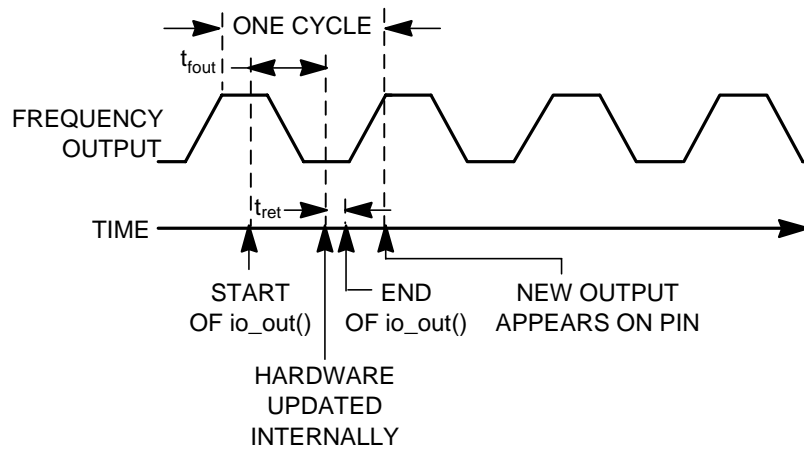 ONE CYCLE
tfout
FREQUENCY
OUTPUT
tret
TIME
START
OF io_out()
END
OF io_out()
NEW OUTPUT
APPEARS ON PIN
HARDWARE
UPDATED
INTERNALLY